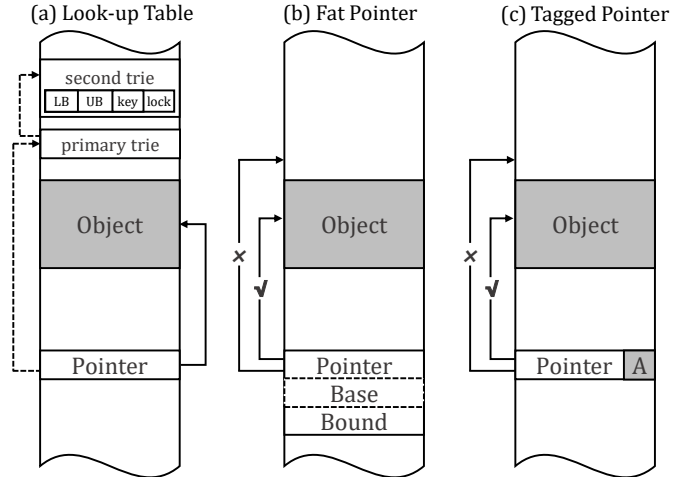 (a) Look-up Table
second trie
LB UB key lock
primary trie
Object
Pointer
(b) Fat Pointer
×
√
Object
Pointer
Base
Bound
(c) Tagged Pointer
×
√
Object
Pointer A